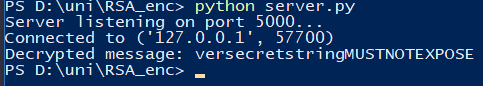 PS D:\uni\RSA_enc> python server.py
Server listening on port 5000...
Connected to ('127.0.0.1', 57700)
Decrypted message: versecretstringMUSTNOTEXPOSE
PS D:\uni\RSA_enc>